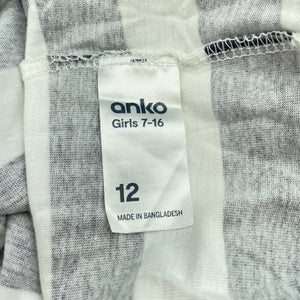 anko
Girls 7-16
12
MADE IN BANGLADESH